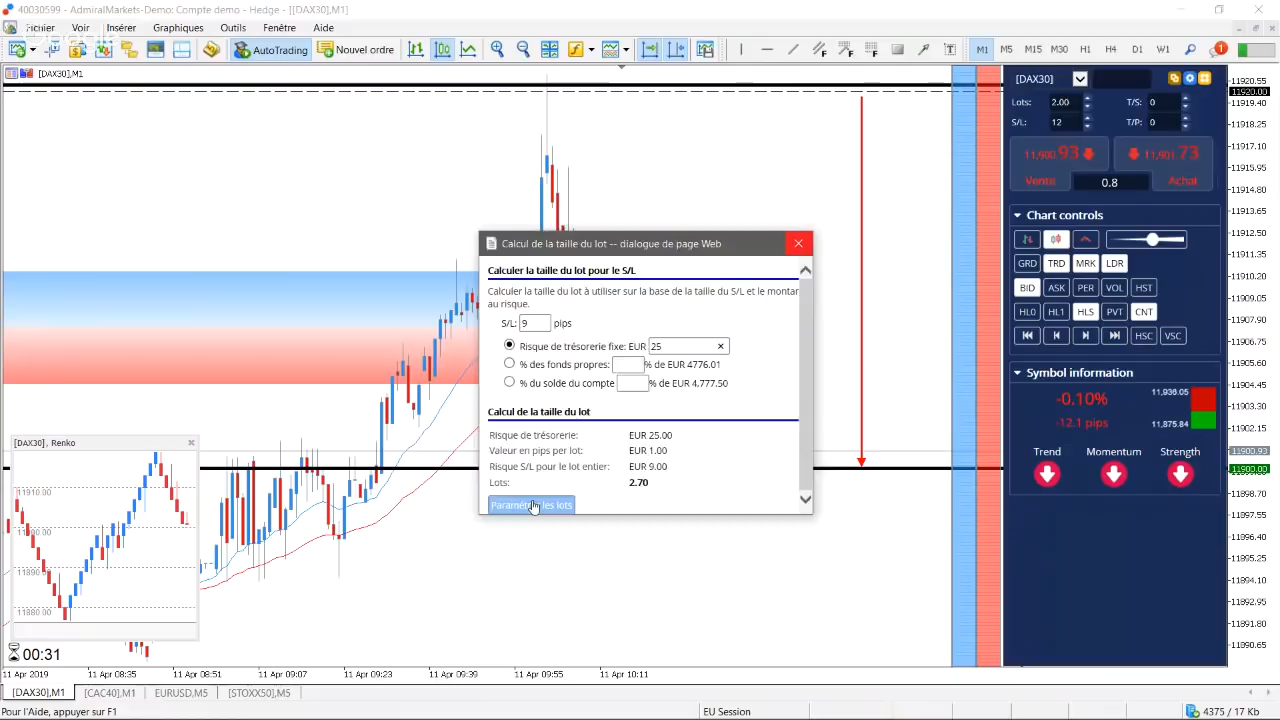 40030599 - AdmiralMarkets-Demo: Compte demo - Hedge - [[DAX30],M1]
Fichier Voir Insérer Graphiques Outils Fenêtre Aide
AutoTrading Nouvel ordre M1 M5 M15 M30 H1 H4 D1 W1 1
[DAX30],M1
[DAX30]
Lots: 2.00 T/S: 0
S/L: 12 T/P: 0
11,900.93 11,901.73
Vente 0.8 Achat
Chart controls
GRD TRD MRK LDR
BID ASK PER VOL HST
HL0 HL1 HLS PVT CNT
HSC VSC
Symbol information
-0.10% 11,936.05
-12.1 pips 11,875.84
Trend Momentum Strength
Calcul de la taille du lot -- dialogue de page Web
Calculer la taille du lot pour le S/L
Calculer la taille du lot à utiliser sur la base de la taille du S/L et le montar
au risque.
S/L: 9 pips
Risque de trésorerie fixe: EUR 25
% des fonds propres: % de EUR 4776.01
% du solde du compte % de EUR 4,777.50
Calcul de la taille du lot
Risque de trésorerie: EUR 25.00
Valeur en pips per lot: EUR 1.00
Risque S/L pour le lot entier: EUR 9.00
Lots: 2.70
les lots
[DAX30], Renko
11910.00
11900.00
11890.00
11880.00
00:31
11920.55
11920.00
11919.40
11918.25
11917.10
11915.95
11914.80
11913.65
11912.50
11911.35
11910.20
11909.05
11907.90
11906.75
11905.60
11904.45
11903.30
11902.15
11900.93
11900.00
11898.70
11897.55
11896.40
11895.25
11894.10
11892.95
11891.80
11890.65
11 Apr 2019 11 Apr 08:35 11 Apr 08:51 11 Apr 09:07 11 Apr 09:23 11 Apr 09:39 11 Apr 09:55 11 Apr 10:11
[DAX30],M1 [CAC40],M1 EURUSD,M5 [STOXX50],M5
Pour l'Aide, appuyer sur F1 EU Session 4375 / 17 Kb